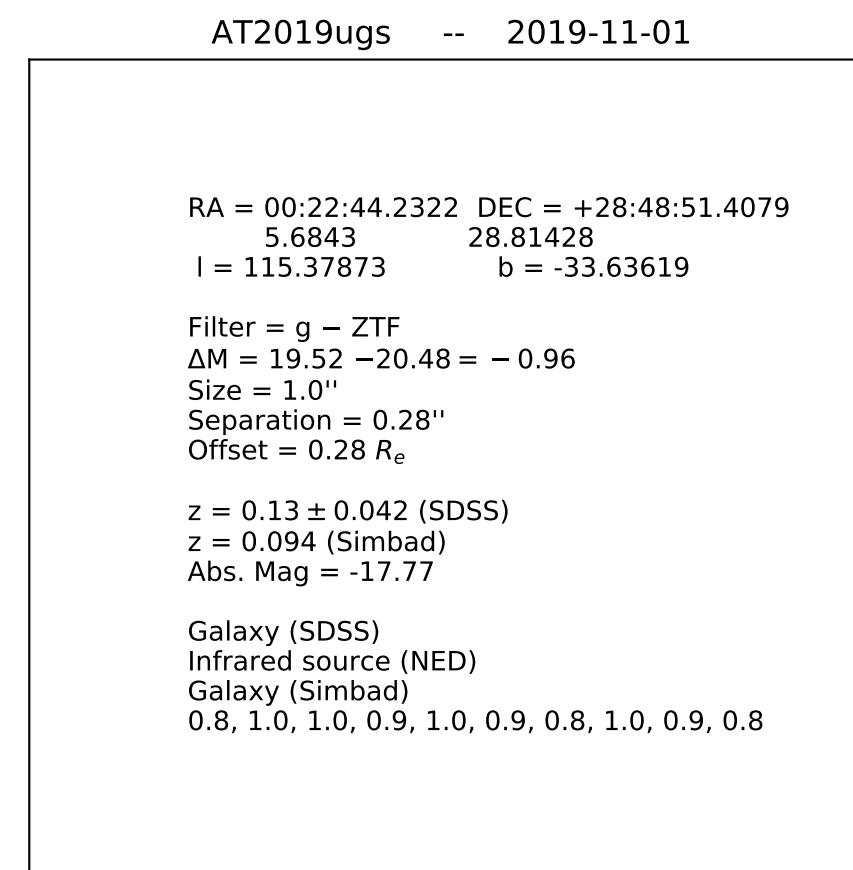 AT2019ugs -- 2019-11-01
RA = 00:22:44.2322 DEC = +28:48:51.4079
5.6843 28.81428
l = 115.37873 b = -33.63619
Filter = g − ZTF
ΔM = 19.52 −20.48 = − 0.96
Size = 1.0''
Separation = 0.28''
Offset = 0.28 Re
z = 0.13 ± 0.042 (SDSS)
z = 0.094 (Simbad)
Abs. Mag = -17.77
Galaxy (SDSS)
Infrared source (NED)
Galaxy (Simbad)
0.8, 1.0, 1.0, 0.9, 1.0, 0.9, 0.8, 1.0, 0.9, 0.8